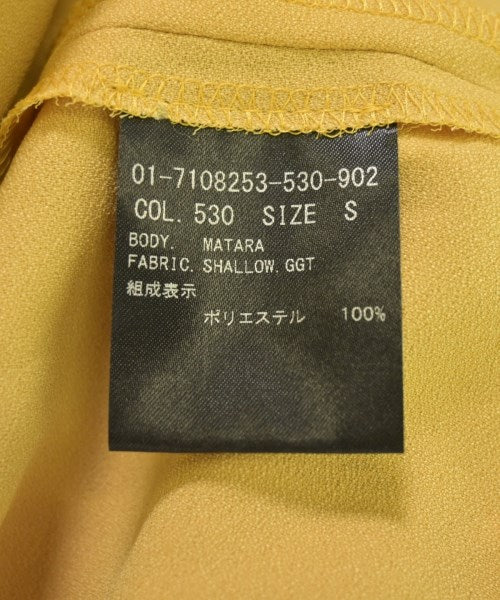 01-7108253-530-902
COL. 530 SIZE S
BODY. MATARA
FABRIC. SHALLOW. GGT
組成表示
ポリエステル 100%